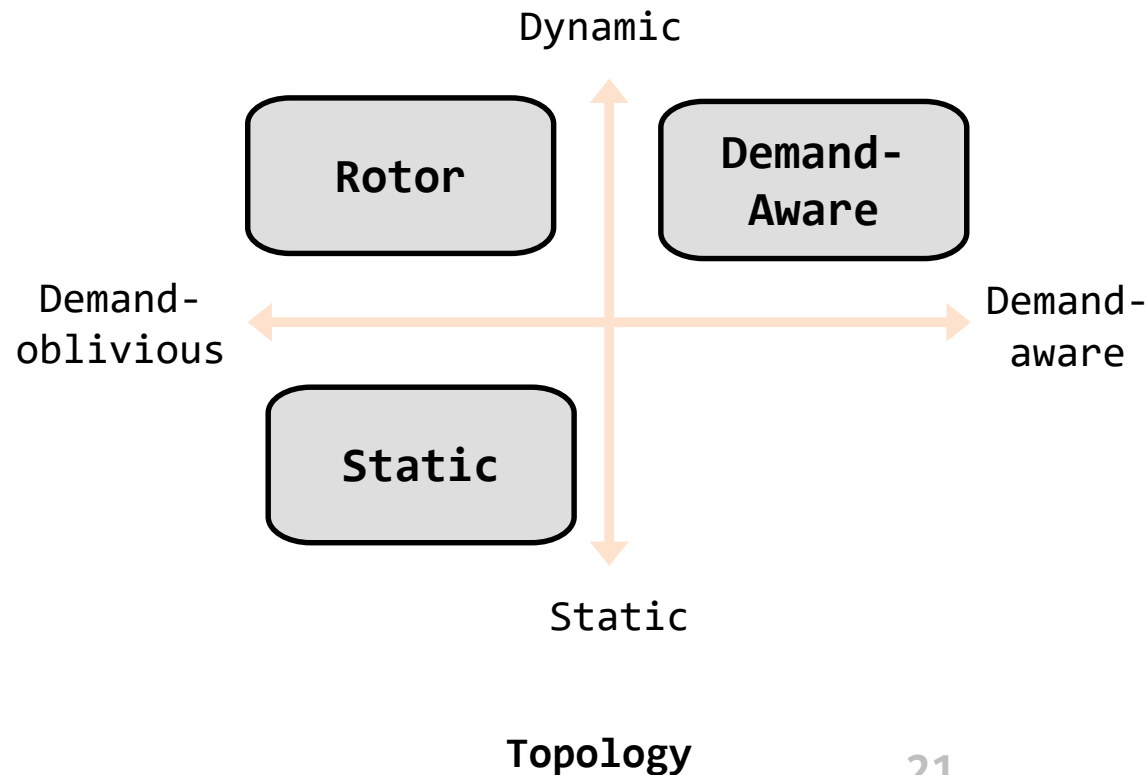 Dynamic
Rotor
Demand-
Aware
Demand-
oblivious
Demand-
aware
Static
Static
Topology
21